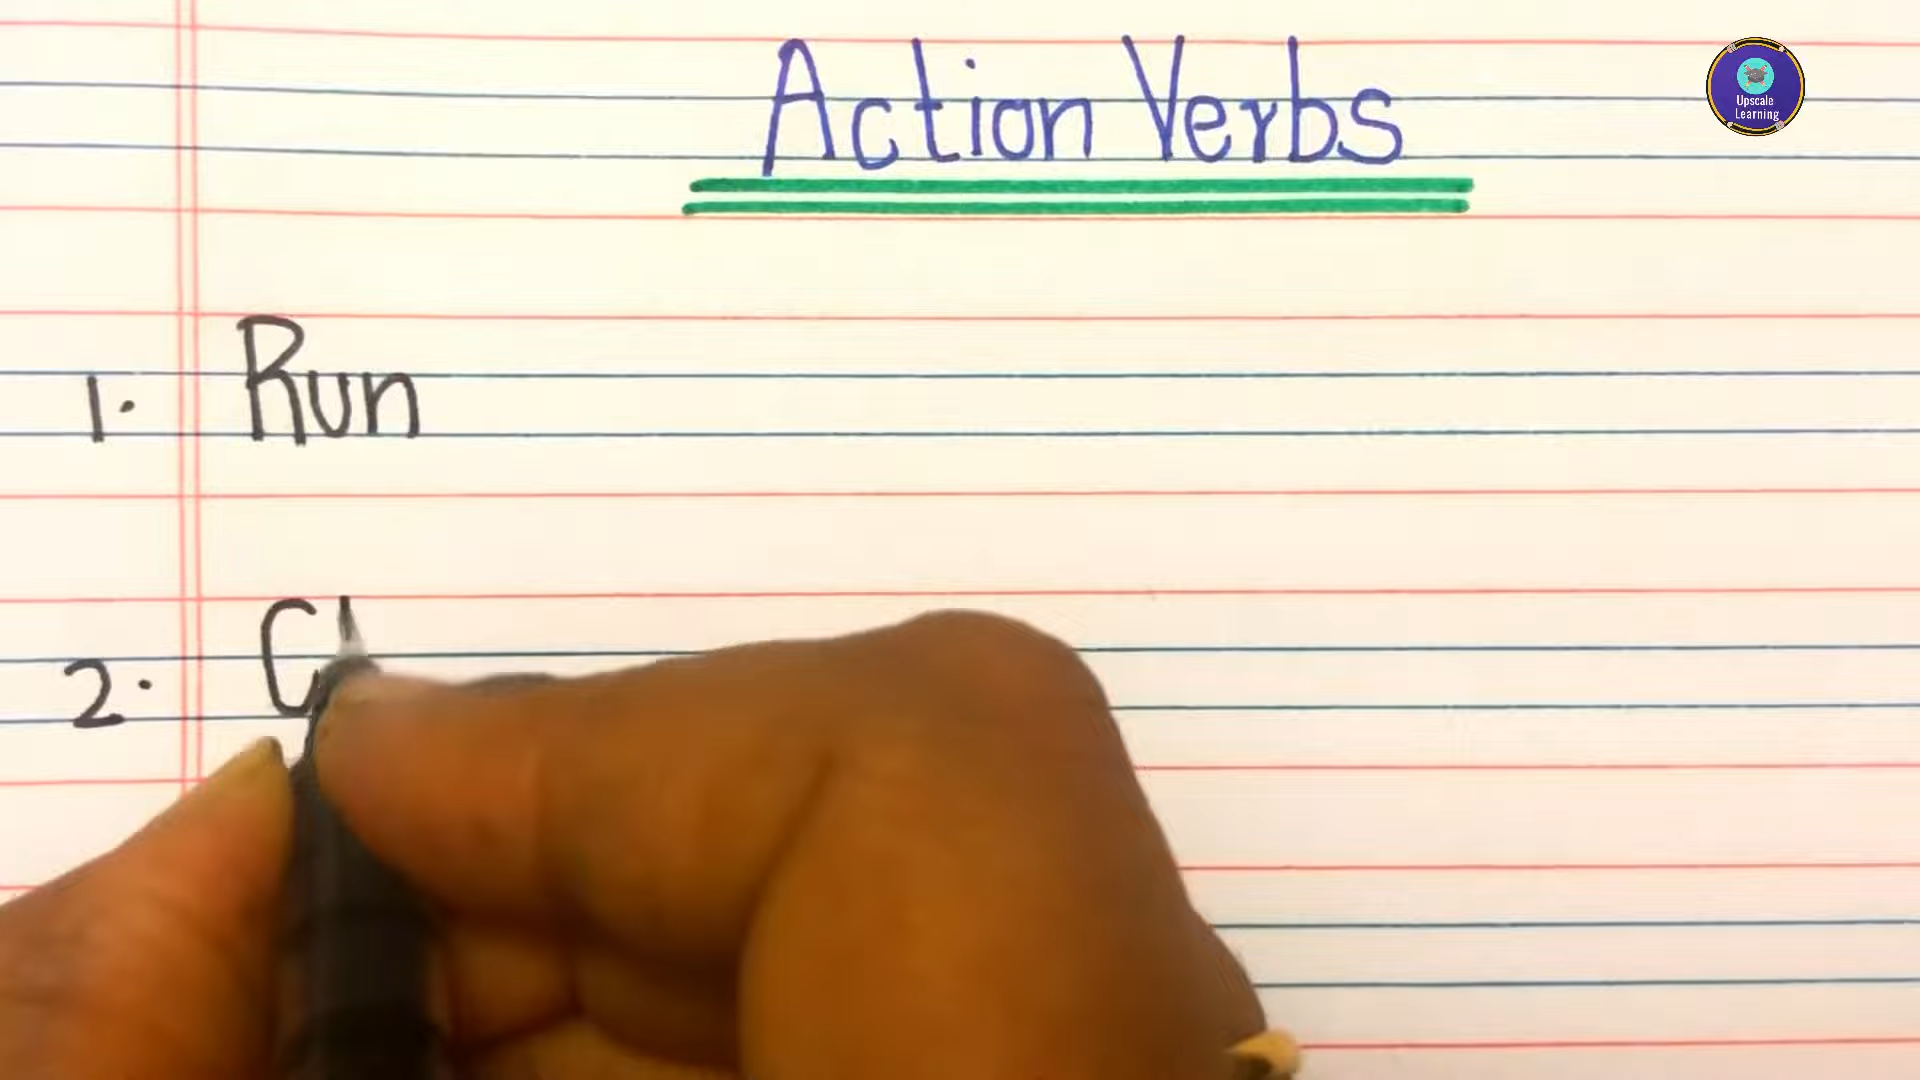 Action Verbs
Upscale
Learning
1. Run
2.